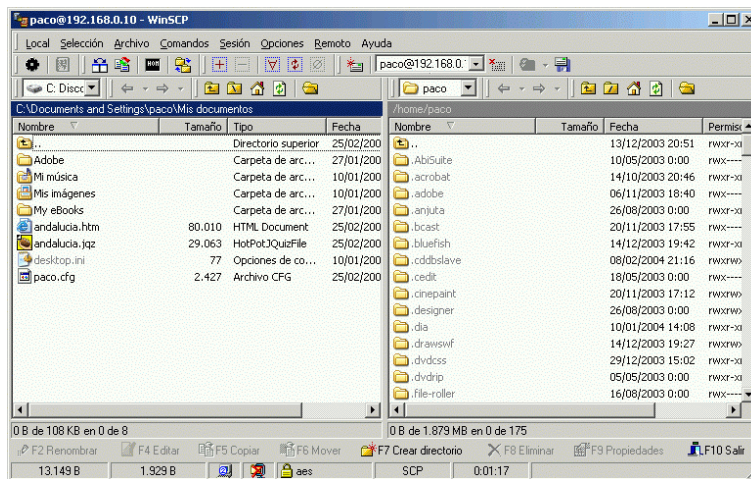 paco@192.168.0.10 - WinSCP
Local Selección Archivo Comandos Sesión Opciones Remoto Ayuda
paco@192.168.0.
C: Disco paco
C:\Documents and Settings\paco\Mis documentos /home/paco
Nombre Tamaño Tipo Fecha Nombre Tamaño Fecha Permiso
.. Directorio superior 25/02/200 .. 13/12/2003 20:51 rwxr-x
Adobe Carpeta de arc... 27/01/200 .AbiSuite 10/05/2003 0:00 rwx----
Mi música Carpeta de arc... 10/01/200 .acrobat 14/10/2003 20:46 rwxr-x
Mis imágenes Carpeta de arc... 10/01/200 .adobe 06/11/2003 18:40 rwx----
My eBooks Carpeta de arc... 27/01/200 .anjuta 26/08/2003 0:00 rwxr-x
andalucia.htm 80.010 HTML Document 25/02/200 .bcast 20/11/2003 17:55 rwx----
andalucia.jqz 29.063 HotPotJQuizFile 25/02/200 .bluefish 14/12/2003 19:42 rwxr-x
desktop.ini 77 Opciones de co... 10/01/200 .cddbslave 08/02/2004 21:16 rwxrwx
paco.cfg 2.427 Archivo CFG 25/02/200 .cedit 18/05/2003 0:00 rwx----
.cinepaint 20/11/2003 17:12 rwxrwx
.designer 26/08/2003 0:00 rwxr-x
.dia 10/01/2004 14:08 rwxr-x
.drawswf 14/12/2003 19:27 rwxrwx
.dvdcss 29/12/2003 15:02 rwxr-x
.dvdrip 05/05/2003 0:00 rwxr-x
.file-roller 16/08/2003 0:00 rwx----
0 B de 108 KB en 0 de 8 0 B de 1.879 MB en 0 de 175
F2 Renombrar F4 Editar F5 Copiar F6 Mover F7 Crear directorio F8 Eliminar F9 Propiedades F10 Salir
13.149 B 1.929 B aes SCP 0:01:17